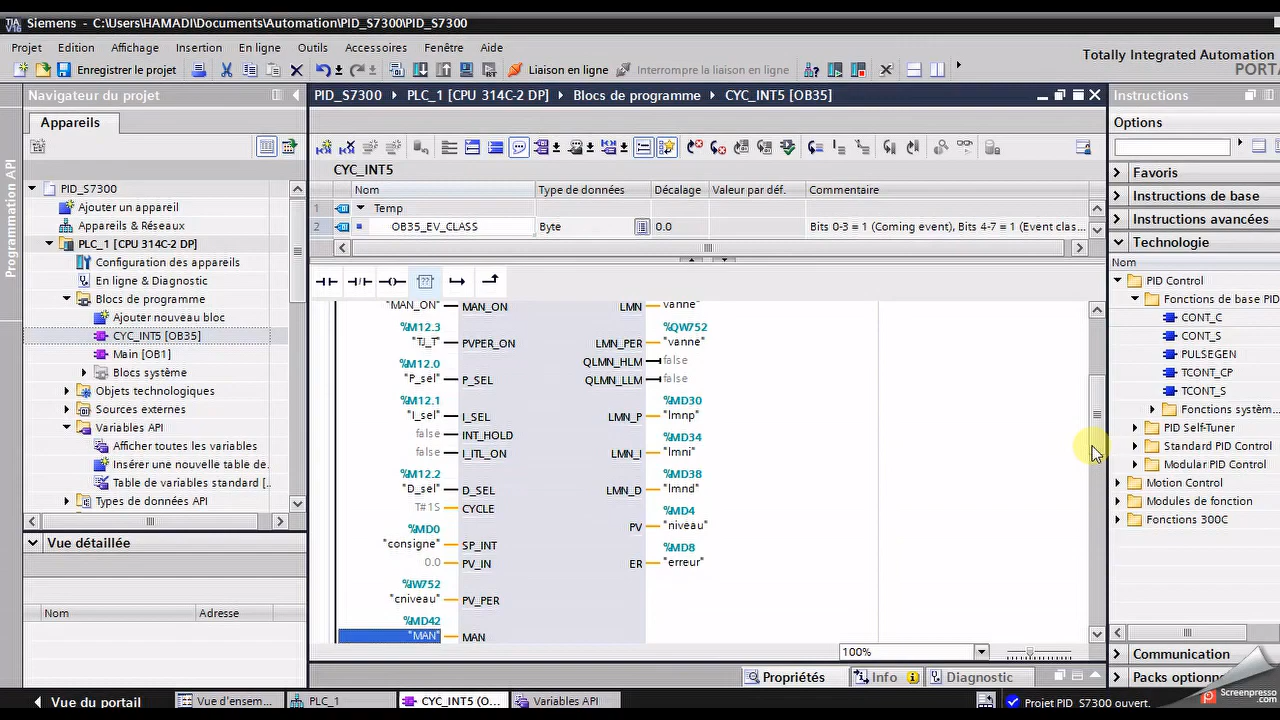 TIA V16 Siemens - C:\Users\HAMADI\Documents\Automation\PID_S7300\PID_S7300
Projet Edition Affichage Insertion En ligne Outils Accessoires Fenêtre Aide
Totally Integrated Automation
PORTA
Enregistrer le projet Liaison en ligne Interrompre la liaison en ligne
Navigateur du projet
Appareils
PID_S7300
Ajouter un appareil
Appareils & Réseaux
PLC_1 [CPU 314C-2 DP]
Configuration des appareils
En ligne & Diagnostic
Blocs de programme
Ajouter nouveau bloc
CYC_INT5 [OB35]
Main [OB1]
Blocs système
Objets technologiques
Sources externes
Variables API
Afficher toutes les variables
Insérer une nouvelle table de.
Table de variables standard [..
Types de données API
Vue détaillée
Nom Adresse
Programmation API
PID_S7300 PLC_1 [CPU 314C-2 DP] Blocs de programme CYC_INT5 [OB35]
CYC_INT5
Nom Type de données Décalage Valeur par déf. Commentaire
1 Temp
2 OB35_EV_CLASS Byte 0.0 Bits 0-3 = 1 (Coming event), Bits 4-7 = 1 (Event clas...
"MAN_ON" MAN_ON LMN "vanne"
%M12.3 %QW752
"TJ_T" PVPER_ON LMN_PER "vanne"
QLMN_HLM false
%M12.0
"P_sel" P_SEL QLMN_LLM false
%M12.1 %MD30
"I_sel" I_SEL LMN_P "lmnp"
false INT_HOLD
%MD34
false I_ITL_ON LMN_I "lmni"
%M12.2 %MD38
"D_sel" D_SEL LMN_D "lmnd"
T#1S CYCLE
%MD4
PV "niveau"
%MD0 %MD8
"consigne" SP_INT
0.0 PV_IN ER "erreur"
%IW752
"cniveau" PV_PER
%MD42
"MAN" MAN
100%
Propriétés Info Diagnostic
Instructions
Options
Favoris
Instructions de base
Instructions avancées
Technologie
Nom
PID Control
Fonctions de base PID
CONT_C
CONT_S
PULSEGEN
TCONT_CP
TCONT_S
Fonctions systèm...
PID Self-Tuner
Standard PID Control
Modular PID Control
Motion Control
Modules de fonction
Fonctions 300C
Communication
Packs option
Vue du portail Vue d'ensem... PLC_1 CYC_INT5 (O... Variables API Projet PID_S7300 ouvert.
Screenpresso
.com